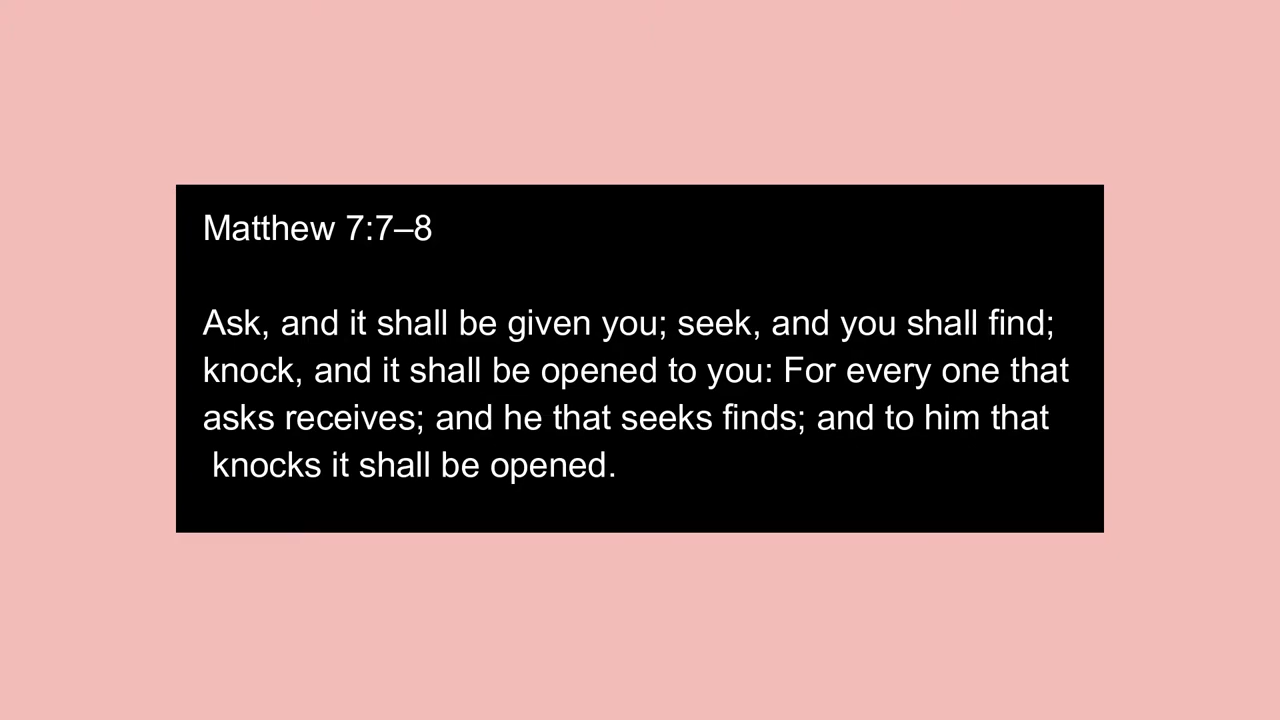 Matthew 7:7–8
Ask, and it shall be given you; seek, and you shall find;
knock, and it shall be opened to you: For every one that
asks receives; and he that seeks finds; and to him that
knocks it shall be opened.